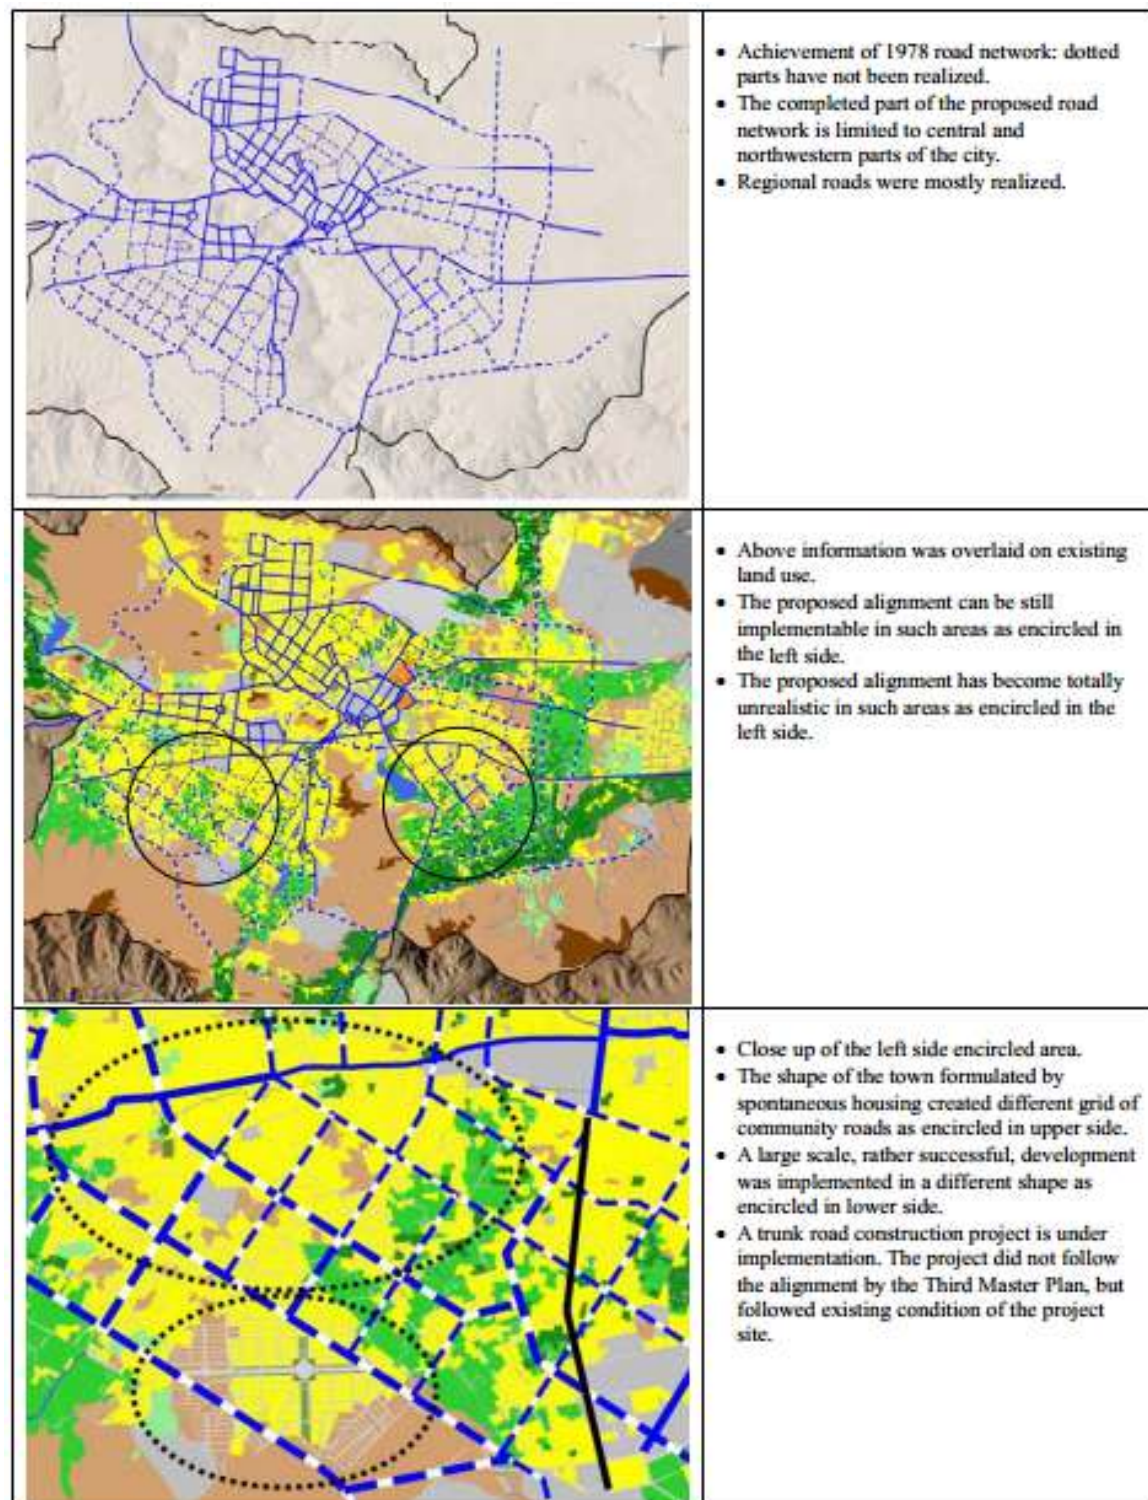 • Achievement of 1978 road network: dotted
parts have not been realized.
• The completed part of the proposed road
network is limited to central and
northwestern parts of the city.
• Regional roads were mostly realized.
• Above information was overlaid on existing
land use.
• The proposed alignment can be still
implementable in such areas as encircled in
the left side.
• The proposed alignment has become totally
unrealistic in such areas as encircled in the
left side.
• Close up of the left side encircled area.
• The shape of the town formulated by
spontaneous housing created different grid of
community roads as encircled in upper side.
• A large scale, rather successful, development
was implemented in a different shape as
encircled in lower side.
• A trunk road construction project is under
implementation. The project did not follow
the alignment by the Third Master Plan, but
followed existing condition of the project
site.